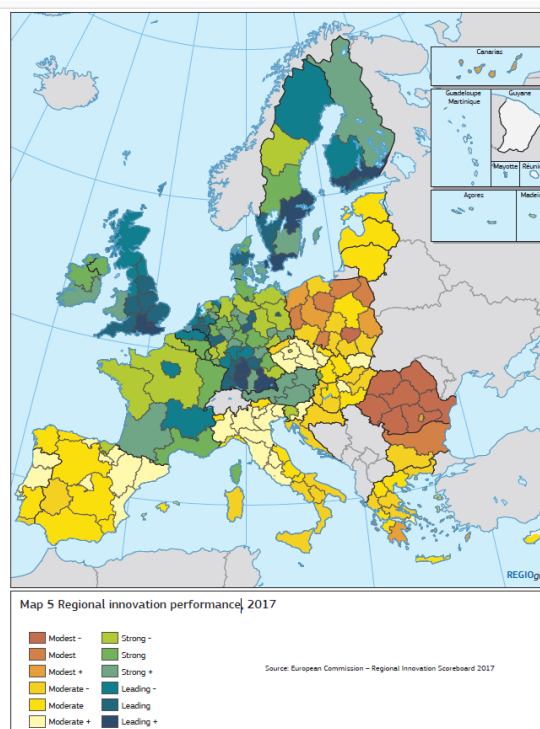 Canarias
Guadeloupe
Martinique
Guyane
Mayotte
Açores
REGIO
Map 5 Regional innovation performance, 2017
Modest -
Strong -
Modest
Strong
Modest +
Strong +
Moderate -
Leading -
Moderate
Leading
Moderate +
Leading +
Source: European Commission – Regional Innovation Scoreboard 2017